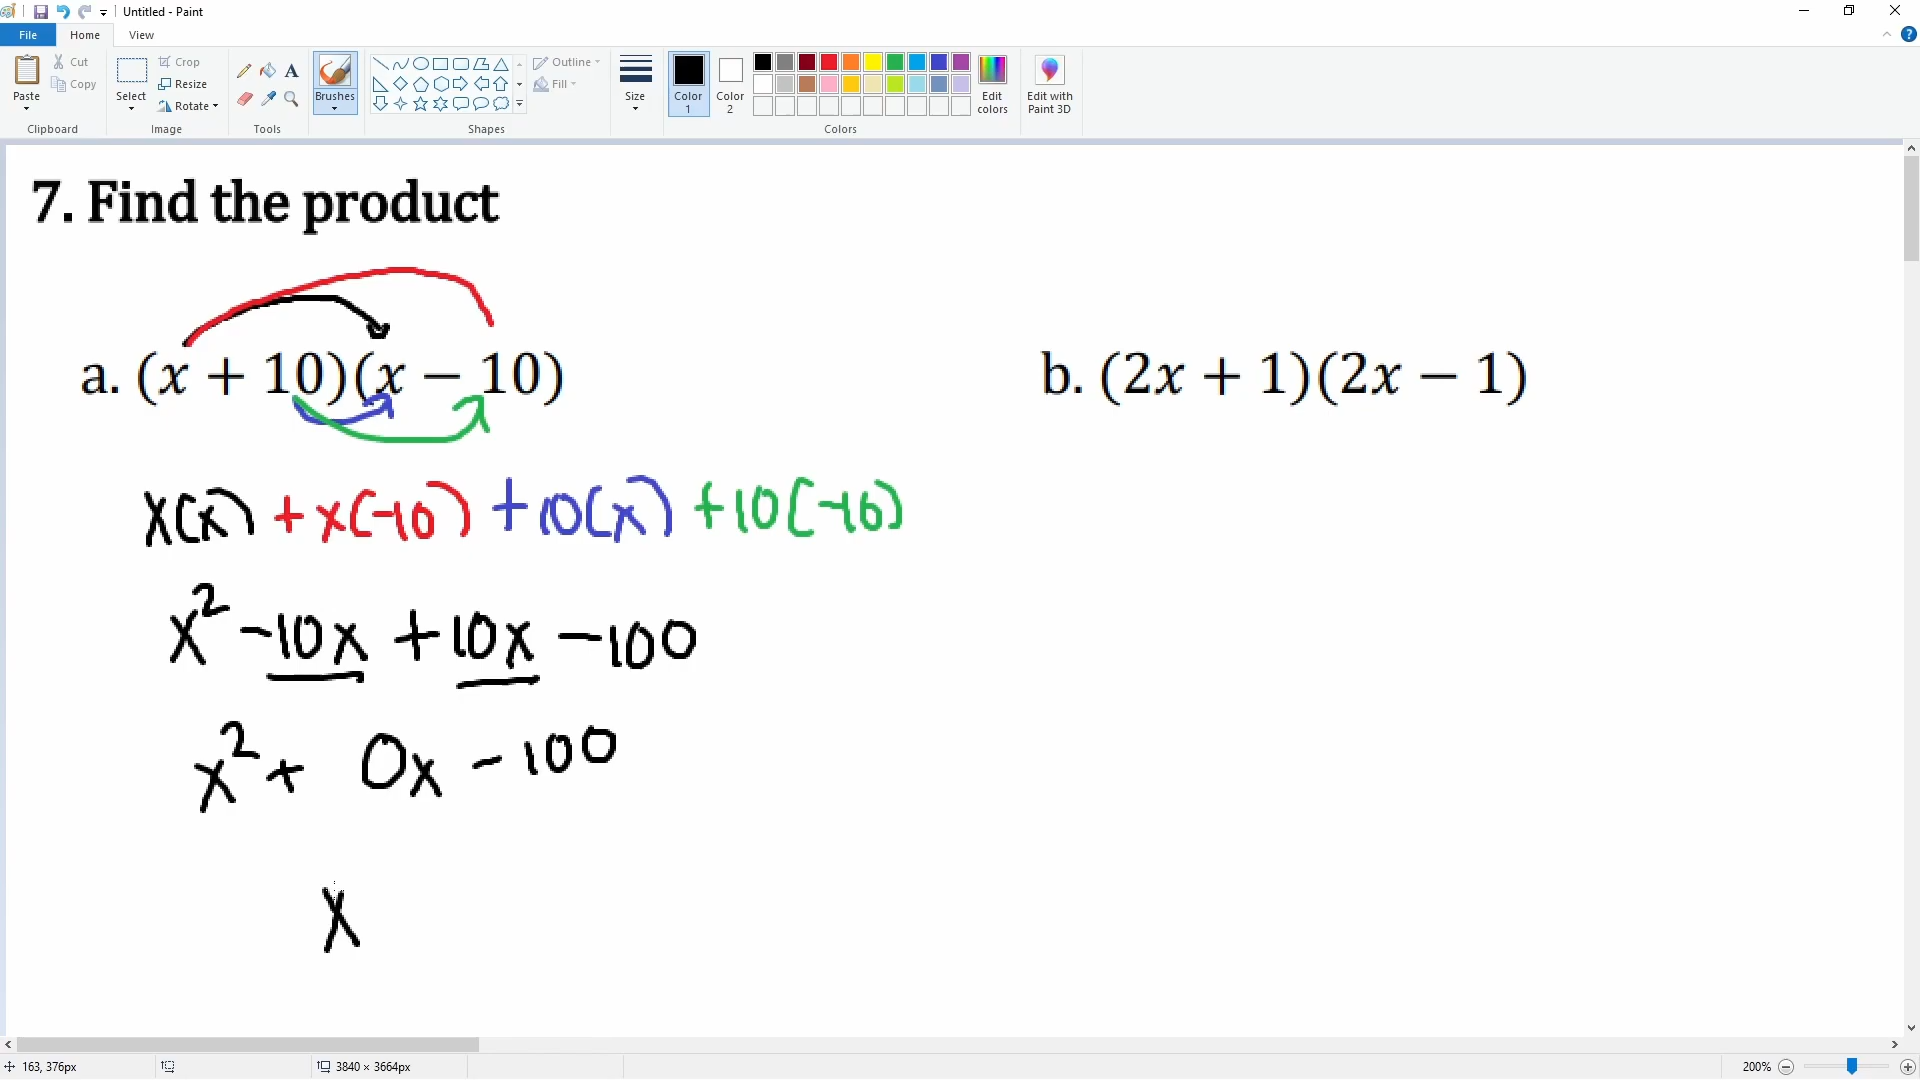 Untitled - Paint
File Home View
Paste Cut Copy Clipboard
Select Crop Resize Rotate Image
Tools
Brushes
Outline Fill Shapes
Size
Color 1 Color 2 Edit colors Colors
Edit with Paint 3D
7. Find the product
a. (x + 10)(x − 10)
b. (2x + 1)(2x − 1)
x(x) + x(-10) + 10(x) + 10(-10)
x² - 10x + 10x - 100
x² + 0x - 100
x
163, 376px 3840 × 3664px 200%